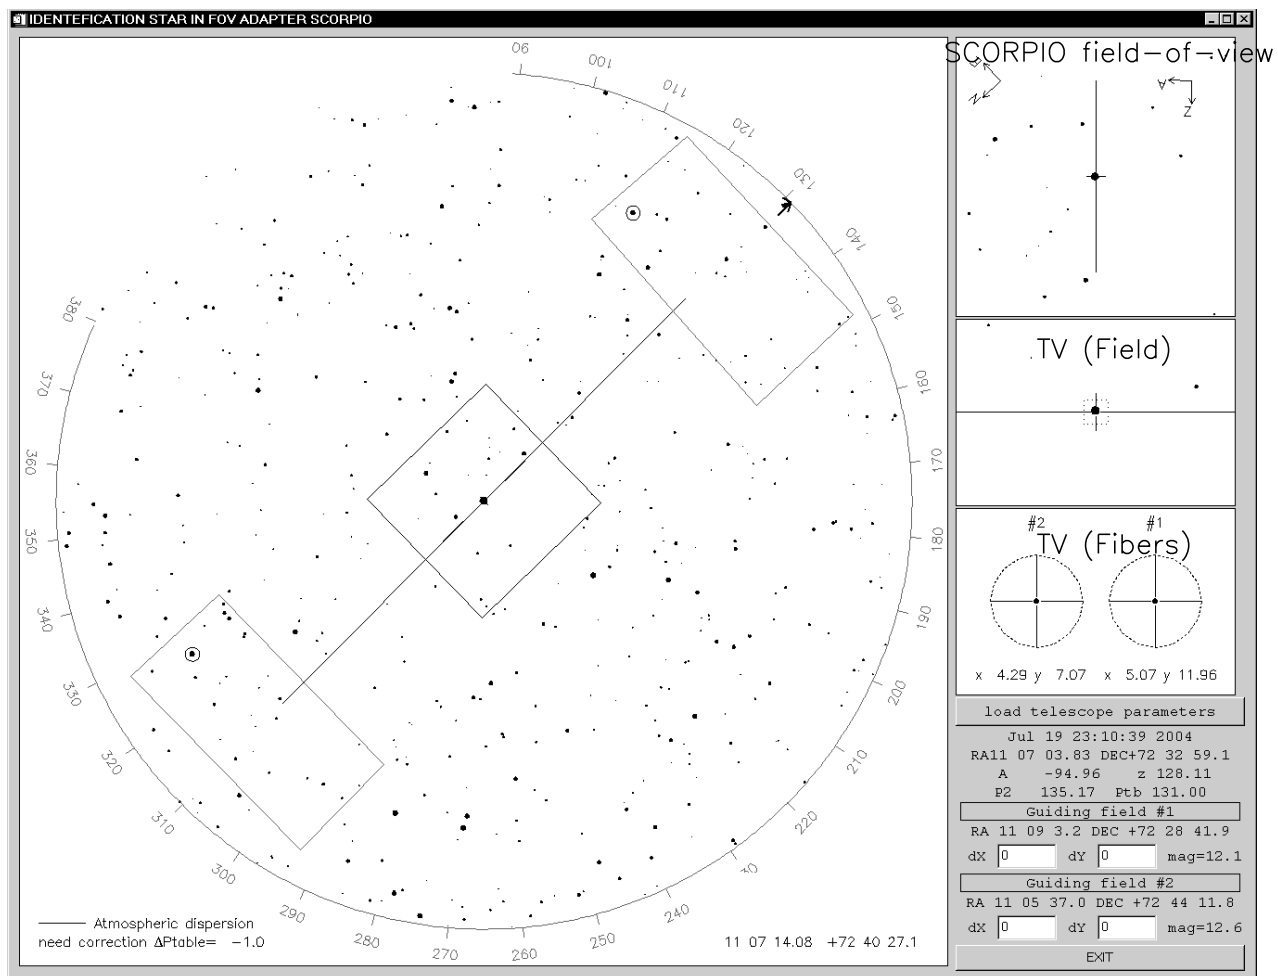 IDENTEFICATION STAR IN FOV ADAPTER SCORPIO
90
100
110
120
130
140
150
160
170
180
190
200
210
220
240
250
260
270
280
290
300
310
320
330
340
350
360
370
380
Atmospheric dispersion
need correction ΔPtable= -1.0
11 07 14.08 +72 40 27.1
SCORPIO field-of-view
N
A
Z
TV (Field)
#2 #1
TV (Fibers)
x 4.29 y 7.07 x 5.07 y 11.96
load telescope parameters
Jul 19 23:10:39 2004
RA11 07 03.83 DEC+72 32 59.1
A -94.96 z 128.11
P2 135.17 Ptb 131.00
Guiding field #1
RA 11 09 3.2 DEC +72 28 41.9
dX 0 dY 0 mag=12.1
Guiding field #2
RA 11 05 37.0 DEC +72 44 11.8
dX 0 dY 0 mag=12.6
EXIT